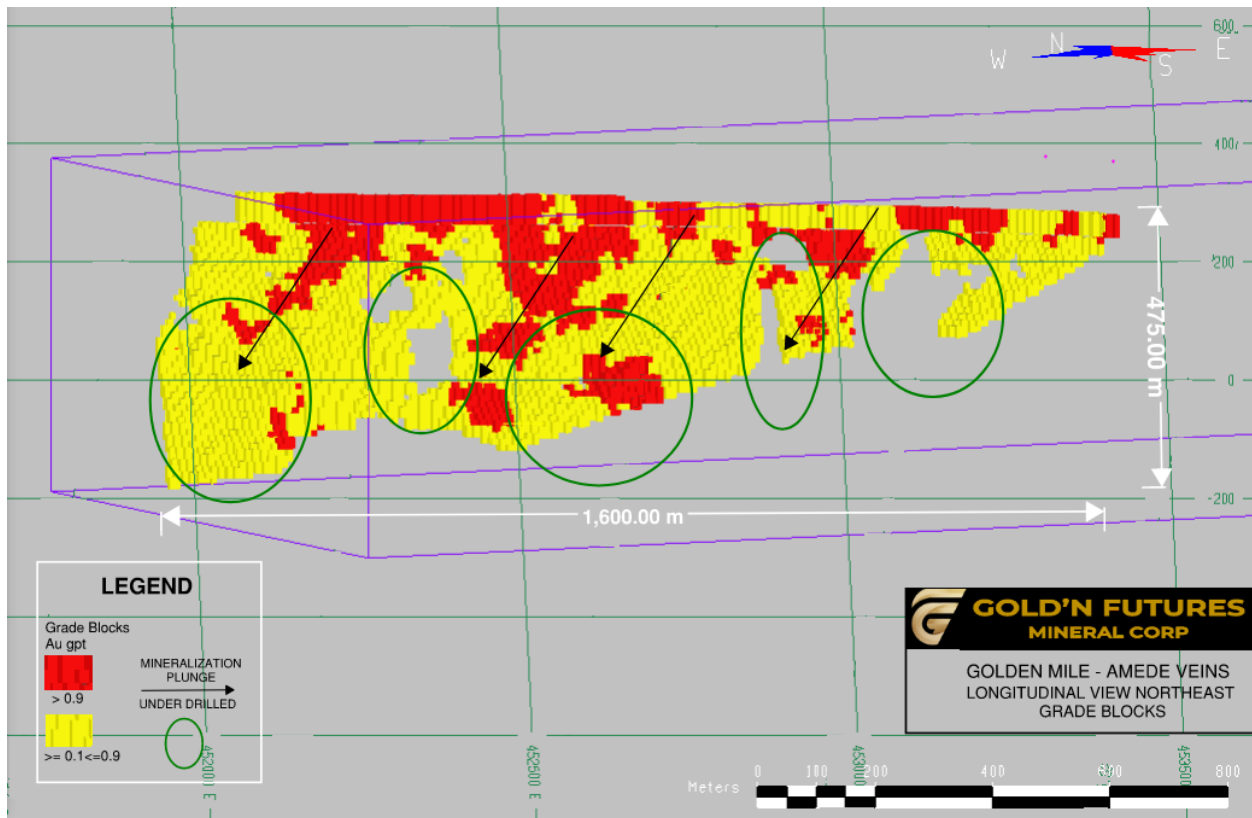 600
W N S E
400
200
0
-200
475.00 m
1,600.00 m
LEGEND
Grade Blocks
Au gpt
> 0.9
>= 0.1<=0.9
MINERALIZATION
PLUNGE
UNDER DRILLED
GOLD'N FUTURES
MINERAL CORP
GOLDEN MILE - AMEDE VEINS
LONGITUDINAL VIEW NORTHEAST
GRADE BLOCKS
452000 E
452500 E
453000 E
453500
Meters 0 100 200 400 600 800